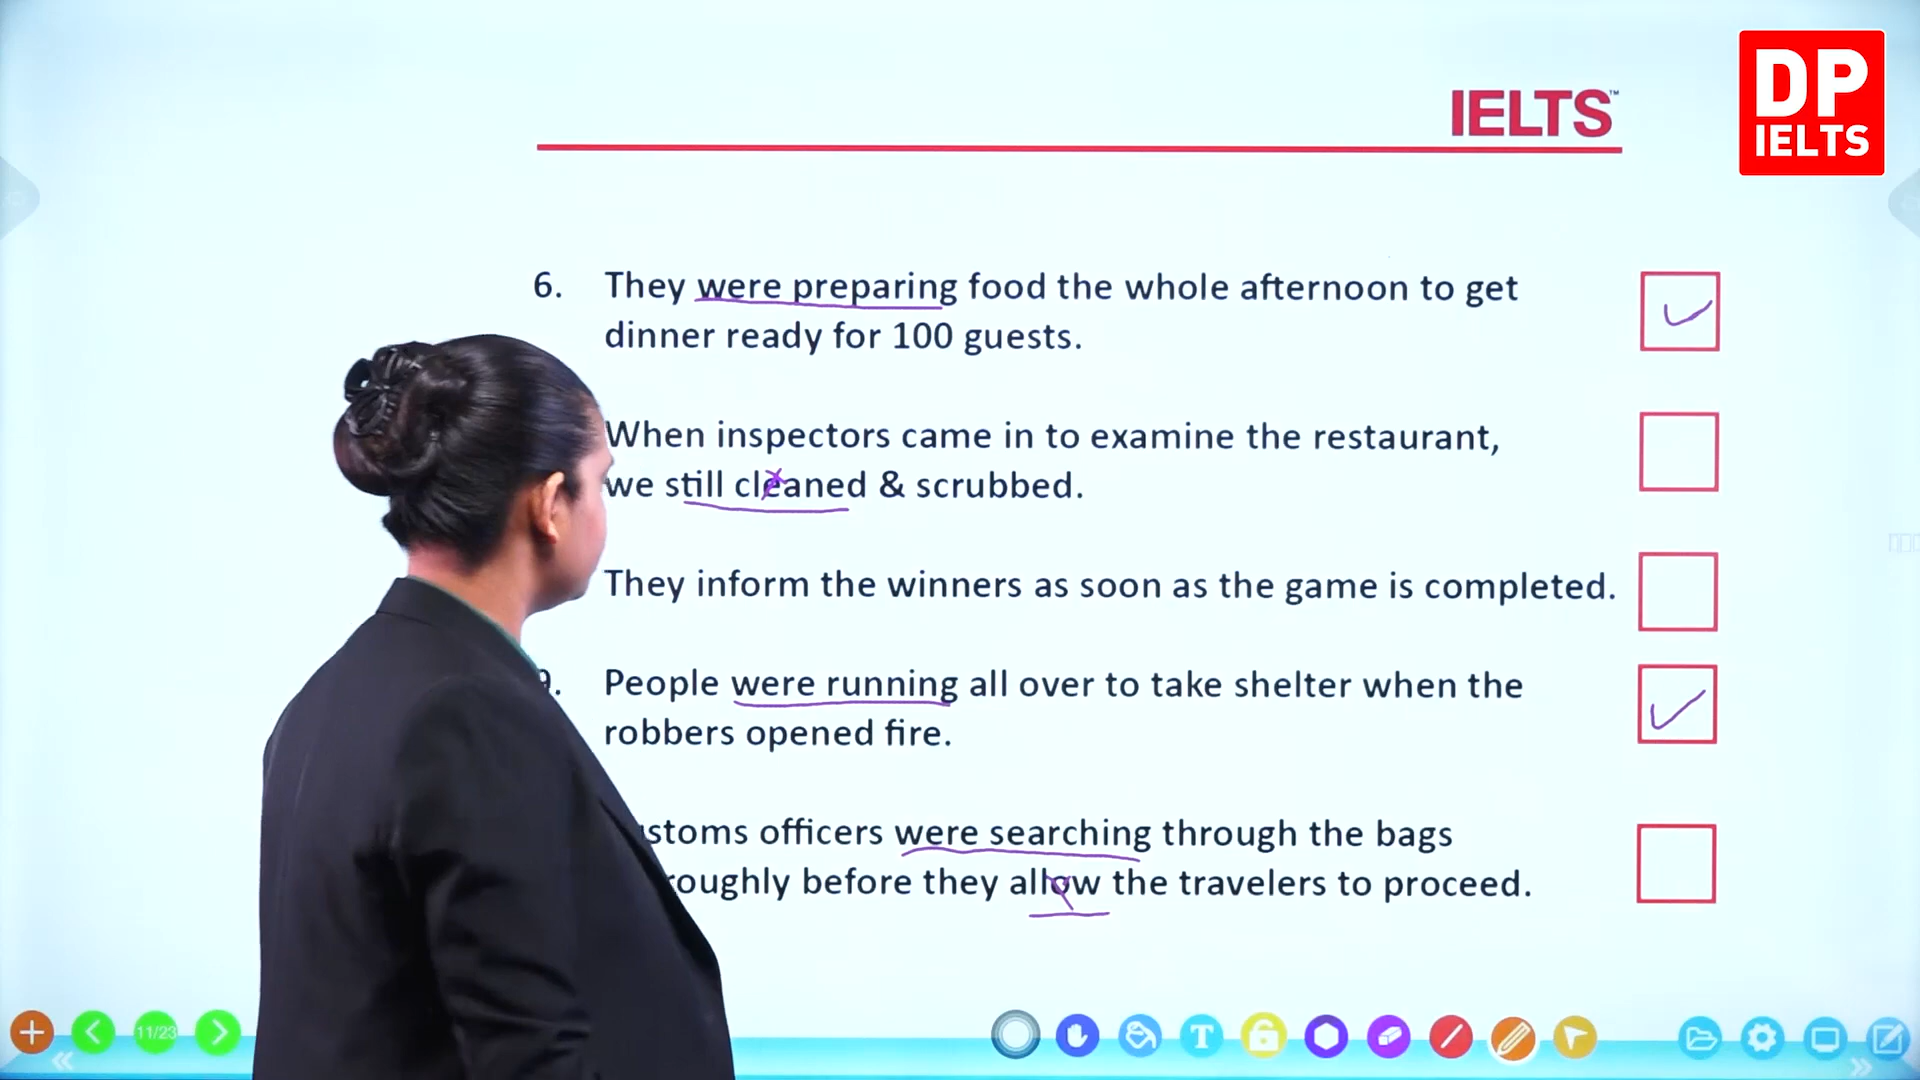 DP
IELTS
IELTS™
6. They were preparing food the whole afternoon to get
dinner ready for 100 guests.
When inspectors came in to examine the restaurant,
we still cleaned & scrubbed.
They inform the winners as soon as the game is completed.
9. People were running all over to take shelter when the
robbers opened fire.
stoms officers were searching through the bags
roughly before they allow the travelers to proceed.
11/23
T